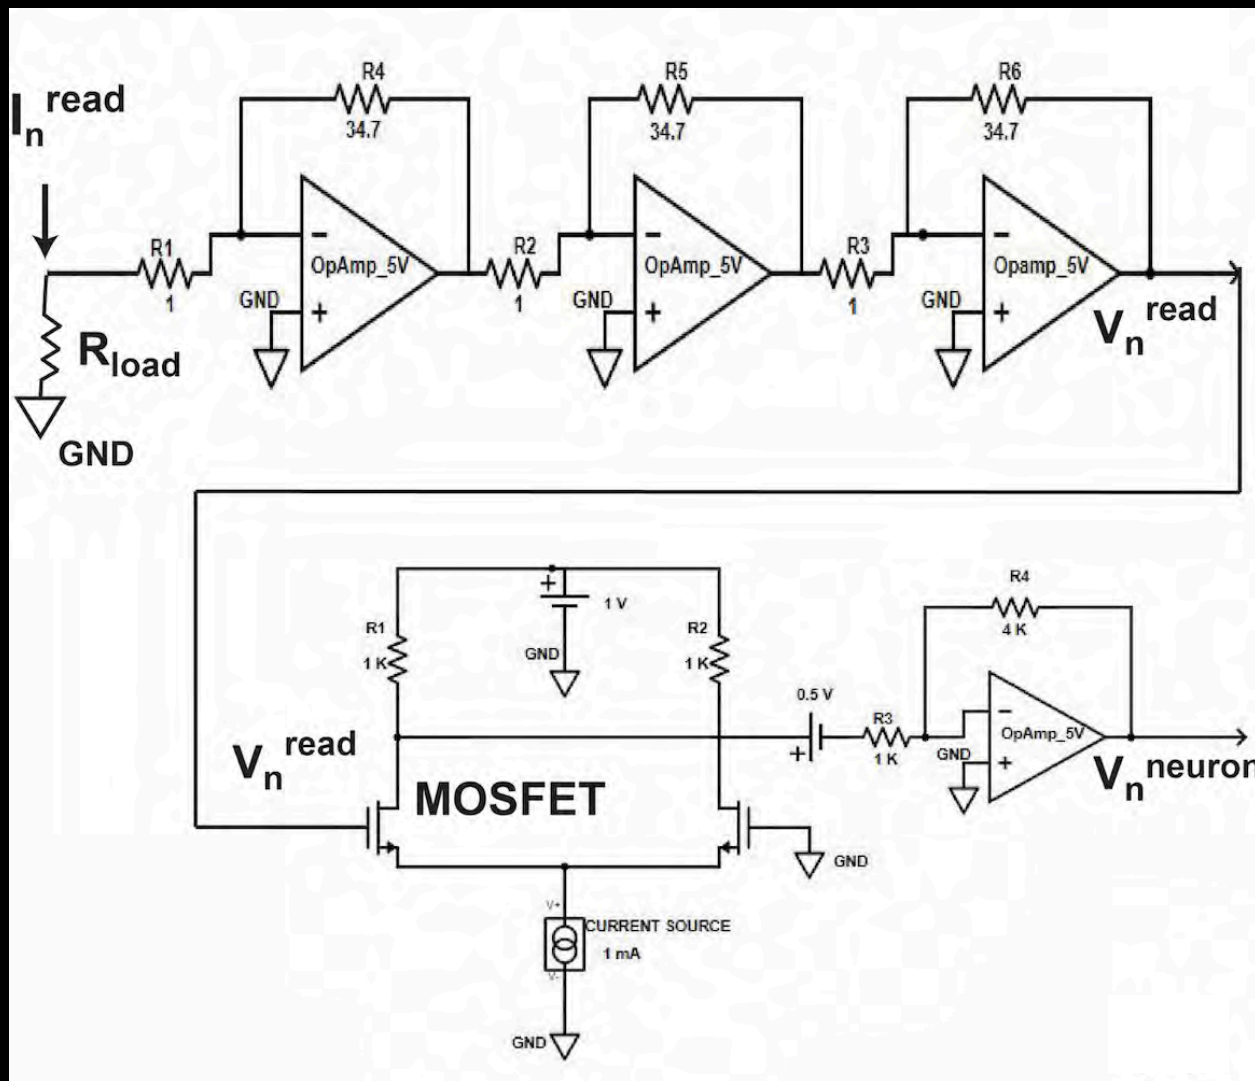 I_n^read
R4
34.7
R5
34.7
R6
34.7
R1
1
R2
1
R3
1
OpAmp_5V
OpAmp_5V
Opamp_5V
GND
GND
GND
−
+
−
+
−
+
R_load
GND
V_n^read
+
1 V
GND
R1
1 K
R2
1 K
0.5 V
+
R3
1 K
R4
4 K
GND
−
+
OpAmp_5V
V_n^read
MOSFET
V_n^neuron
GND
V+
CURRENT SOURCE
1 mA
V-
GND